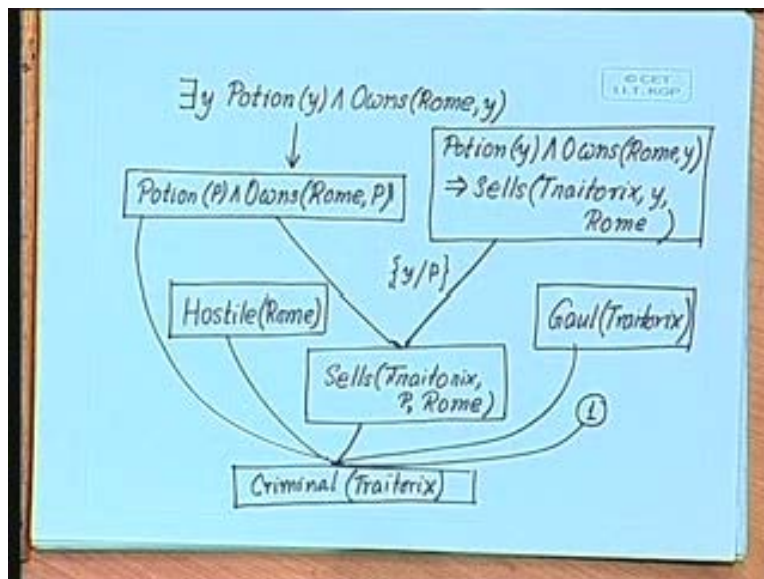 © CET
I.I.T. KGP
∃y Potion(y) ∧ Owns(Rome, y)
Potion(y) ∧ Owns(Rome, y)
⇒ Sells(Traitorix, y,
Rome )
Potion(P) ∧ Owns(Rome, P)
{y/P}
Hostile(Rome)
Gaul(Traitorix)
Sells(Traitorix,
P, Rome)
1
Criminal (Traitorix)